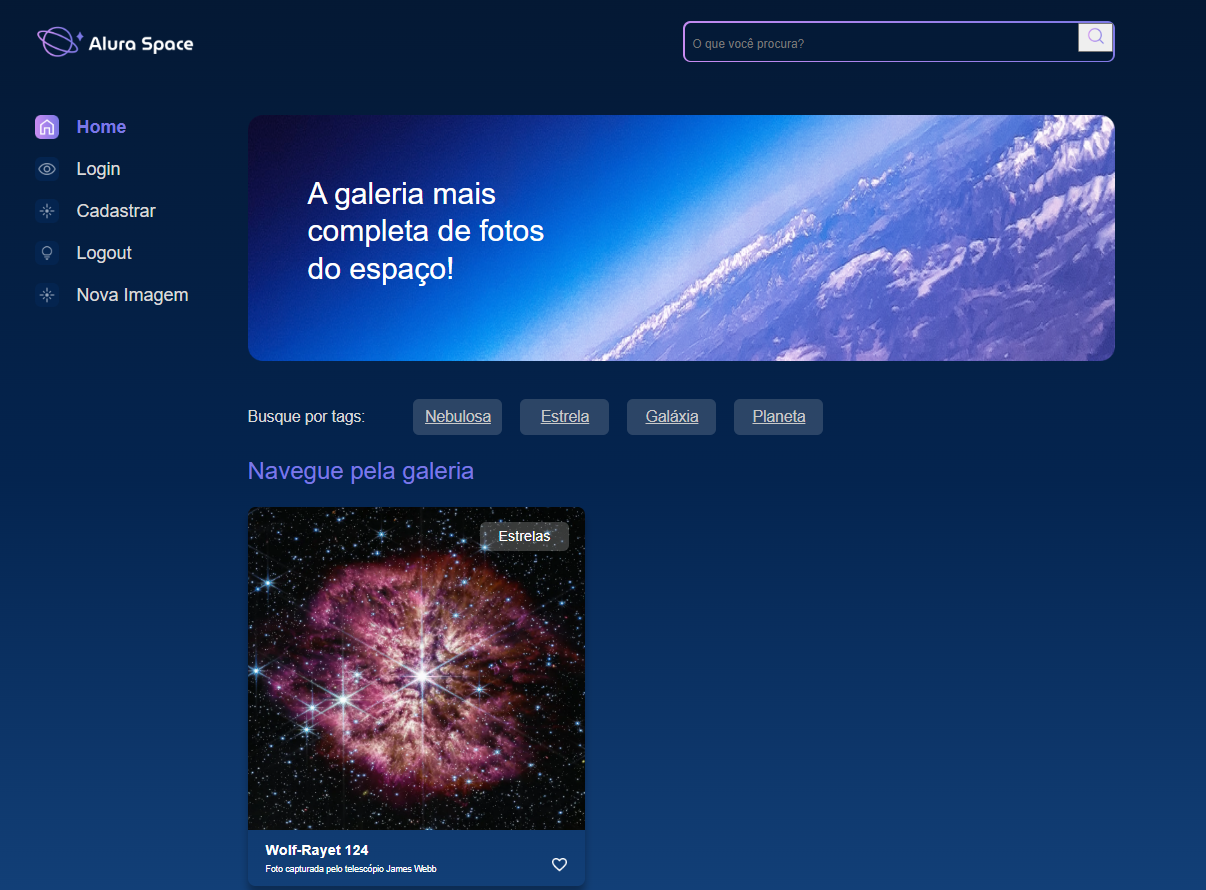 Alura Space
O que você procura?
Home
Login
Cadastrar
Logout
Nova Imagem
A galeria mais
completa de fotos
do espaço!
Busque por tags:
Nebulosa
Estrela
Galáxia
Planeta
Navegue pela galeria
Estrelas
Wolf-Rayet 124
Foto capturada pelo telescópio James Webb